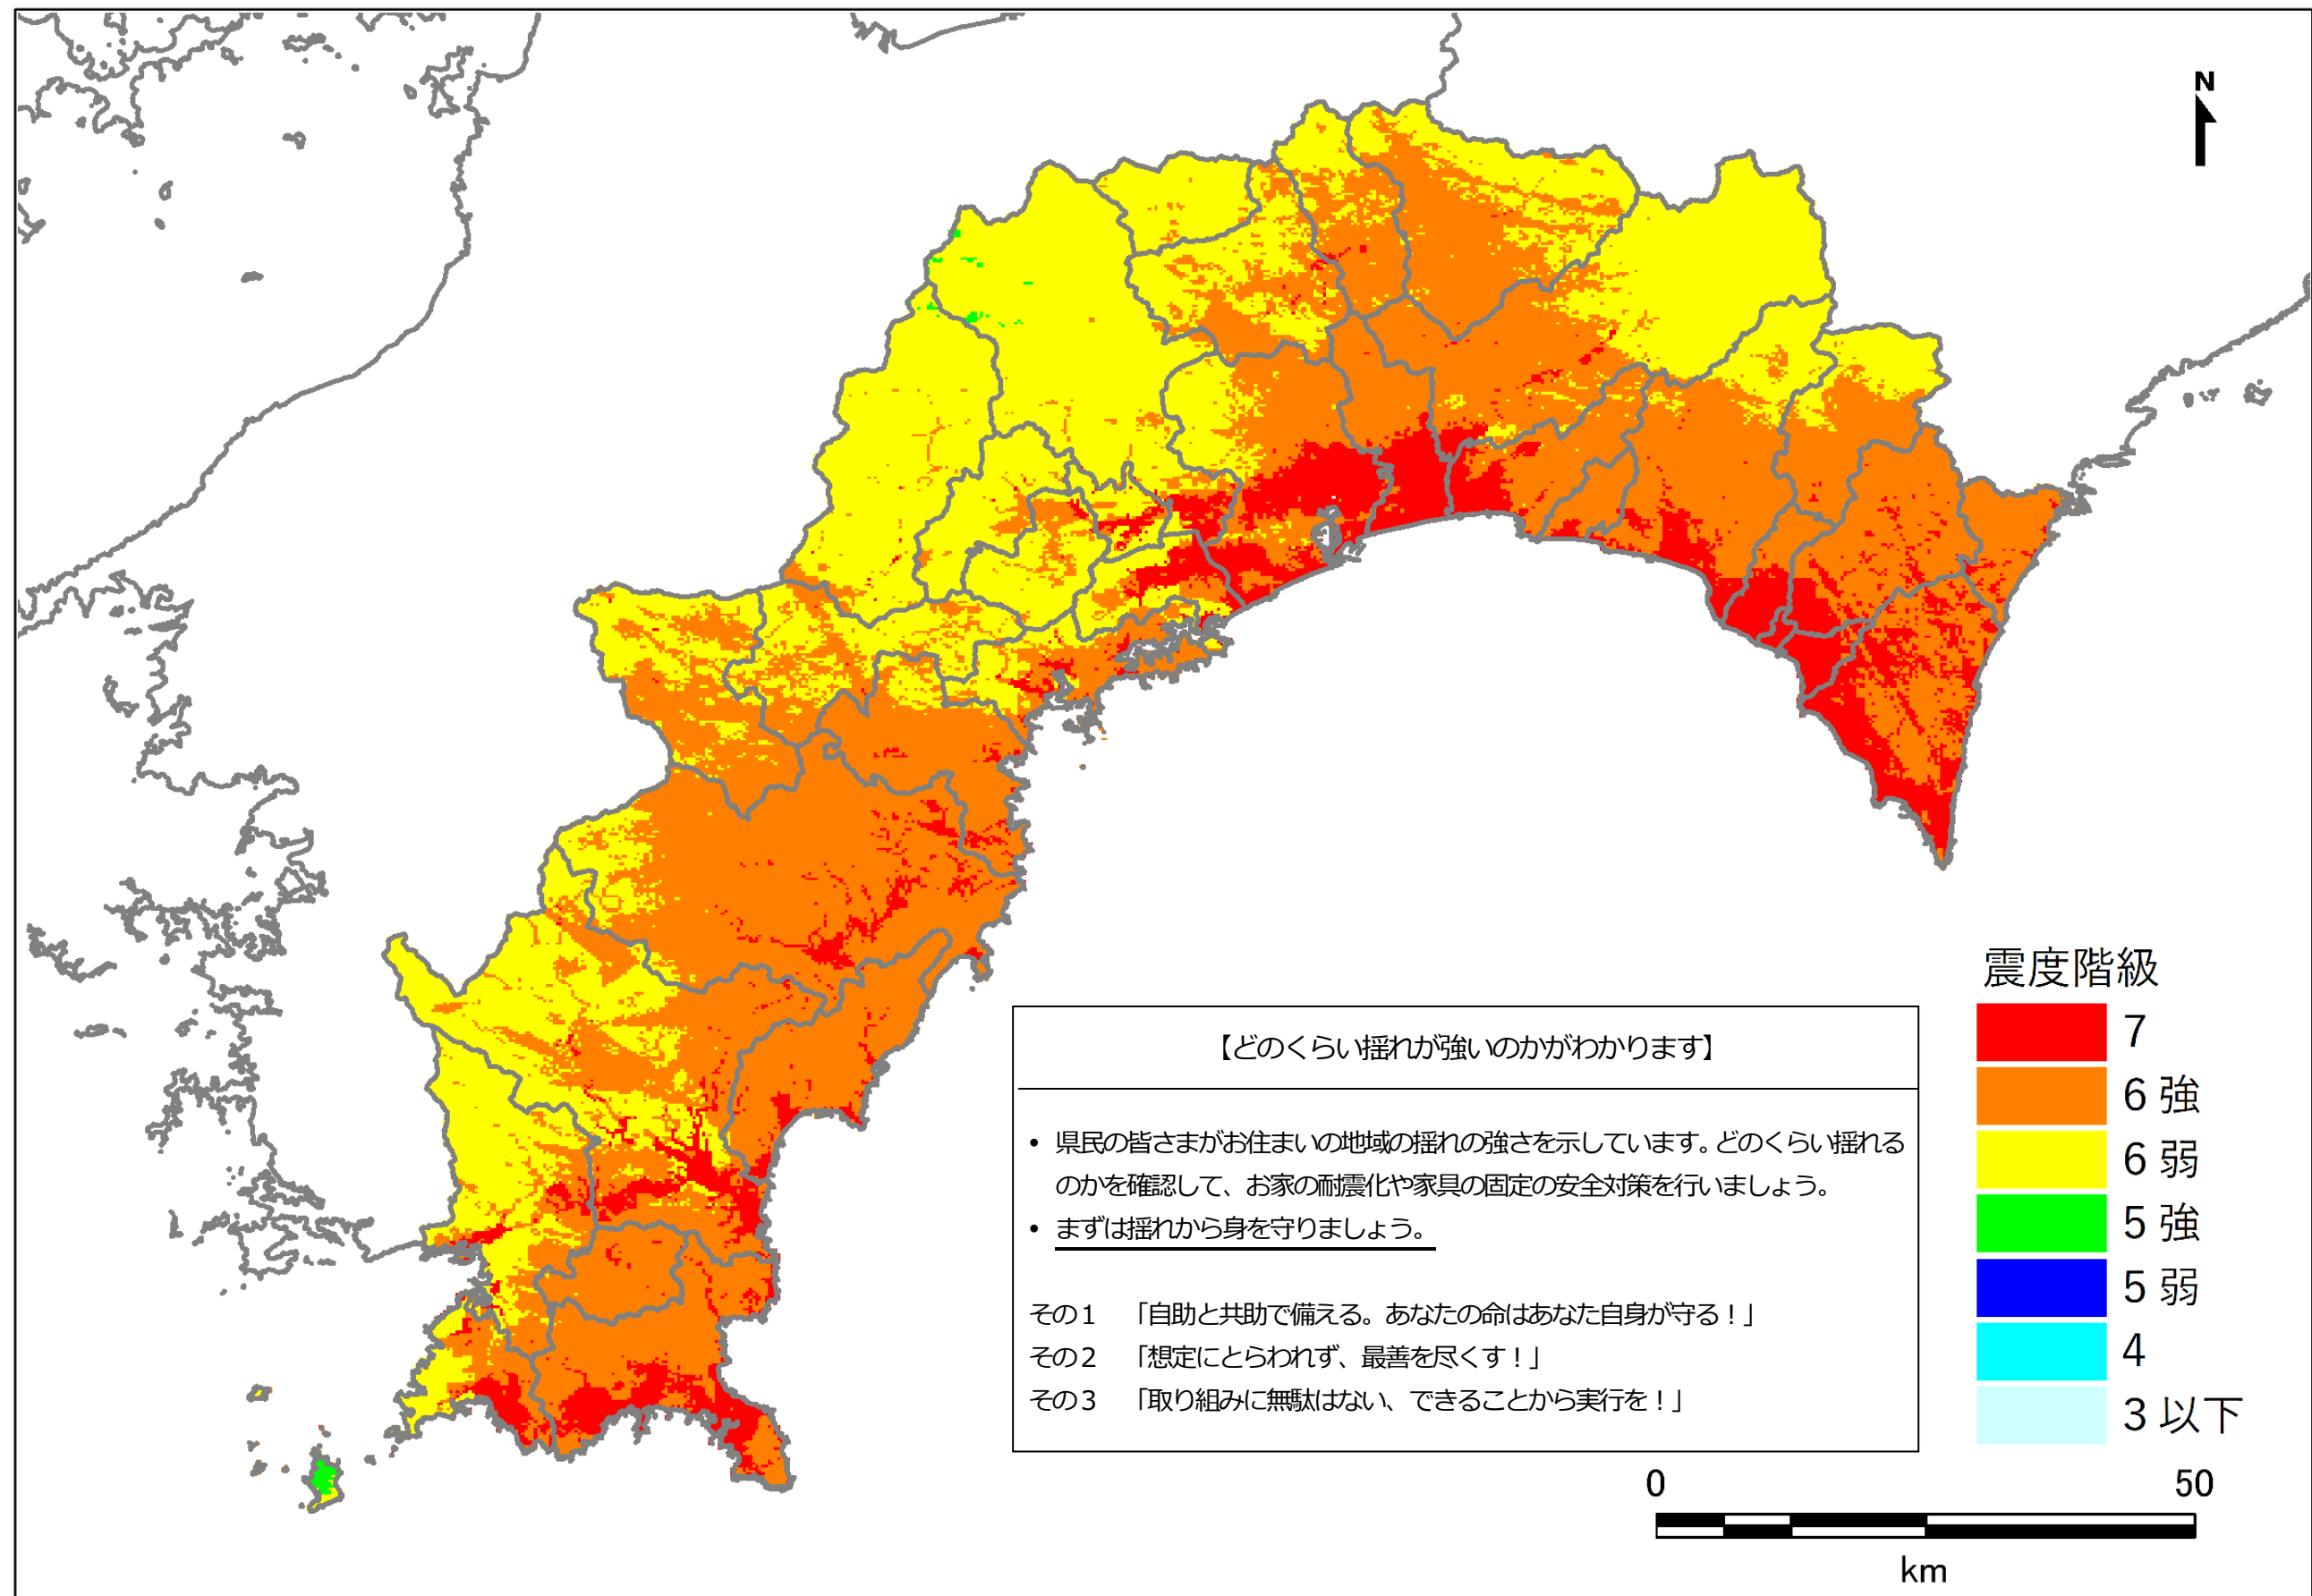 N
【どのくらい揺れが強いのかがわかります】
• 県民の皆さまがお住まいの地域の揺れの強さを示しています。どのくらい揺れる
のかを確認して、お家の耐震化や家具の固定の安全対策を行いましょう。
• まずは揺れから身を守りましょう。
その１ 「自助と共助で備える。あなたの命はあなた自身が守る！」
その２ 「想定にとらわれず、最善を尽くす！」
その３ 「取り組みに無駄はない、できることから実行を！」
震度階級
7
6 強
6 弱
5 強
5 弱
4
3 以下
0 50
km